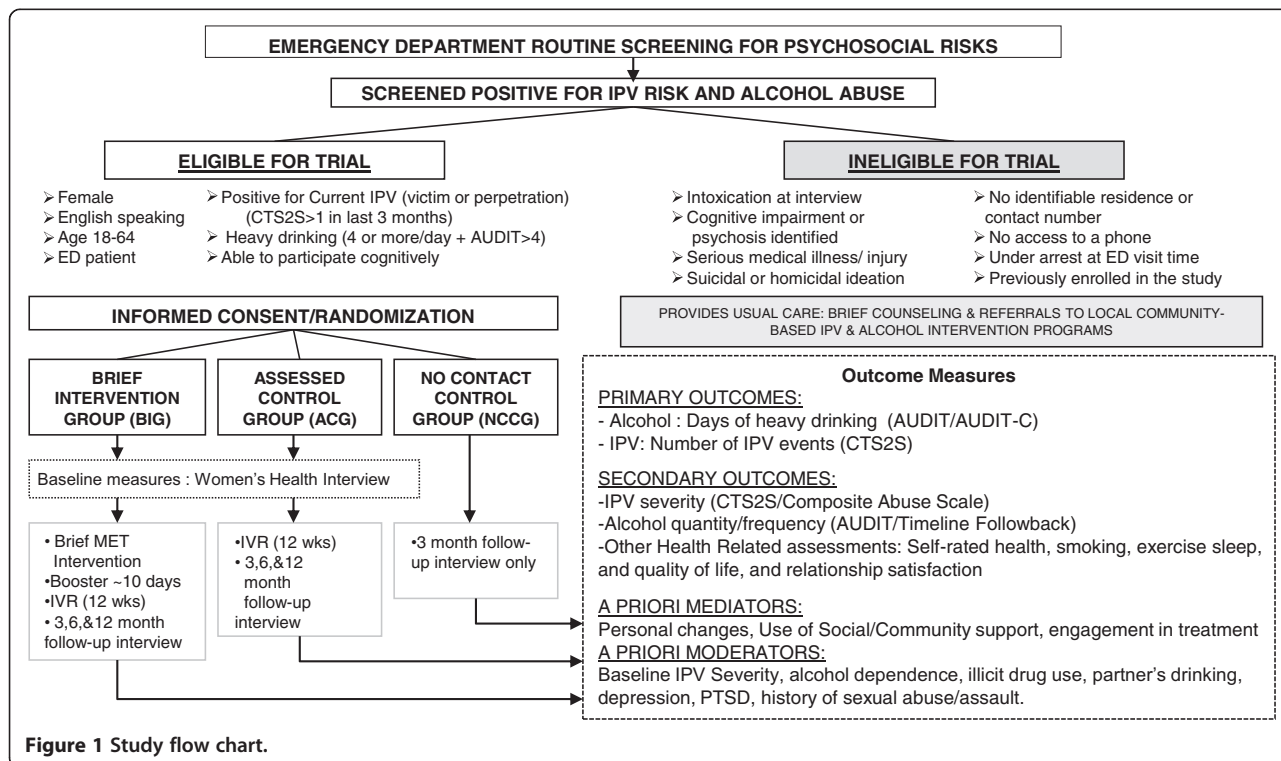 EMERGENCY DEPARTMENT ROUTINE SCREENING FOR PSYCHOSOCIAL RISKS
SCREENED POSITIVE FOR IPV RISK AND ALCOHOL ABUSE
ELIGIBLE FOR TRIAL
➢ Female
➢ English speaking
➢ Age 18-64
➢ ED patient
➢ Positive for Current IPV (victim or perpetration)
(CTS2S>1 in last 3 months)
➢ Heavy drinking (4 or more/day + AUDIT>4)
➢ Able to participate cognitively
INELIGIBLE FOR TRIAL
➢ Intoxication at interview
➢ Cognitive impairment or
psychosis identified
➢ Serious medical illness/ injury
➢ Suicidal or homicidal ideation
➢ No identifiable residence or
contact number
➢ No access to a phone
➢ Under arrest at ED visit time
➢ Previously enrolled in the study
PROVIDES USUAL CARE: BRIEF COUNSELING & REFERRALS TO LOCAL COMMUNITY-
BASED IPV & ALCOHOL INTERVENTION PROGRAMS
INFORMED CONSENT/RANDOMIZATION
BRIEF
INTERVENTION
GROUP (BIG)
ASSESSED
CONTROL
GROUP (ACG)
NO CONTACT
CONTROL
GROUP (NCCG)
Baseline measures : Women's Health Interview
• Brief MET
Intervention
•Booster ~10 days
•IVR (12 wks)
• 3,6,&12 month
follow-up interview
•IVR (12 wks)
• 3,6,&12
month
follow-up
interview
•3 month follow-
up interview only
Outcome Measures
PRIMARY OUTCOMES:
- Alcohol : Days of heavy drinking (AUDIT/AUDIT-C)
- IPV: Number of IPV events (CTS2S)
SECONDARY OUTCOMES:
-IPV severity (CTS2S/Composite Abuse Scale)
-Alcohol quantity/frequency (AUDIT/Timeline Followback)
-Other Health Related assessments: Self-rated health, smoking, exercise sleep,
and quality of life, and relationship satisfaction
A PRIORI MEDIATORS:
Personal changes, Use of Social/Community support, engagement in treatment
A PRIORI MODERATORS:
Baseline IPV Severity, alcohol dependence, illicit drug use, partner's drinking,
depression, PTSD, history of sexual abuse/assault.
Figure 1 Study flow chart.